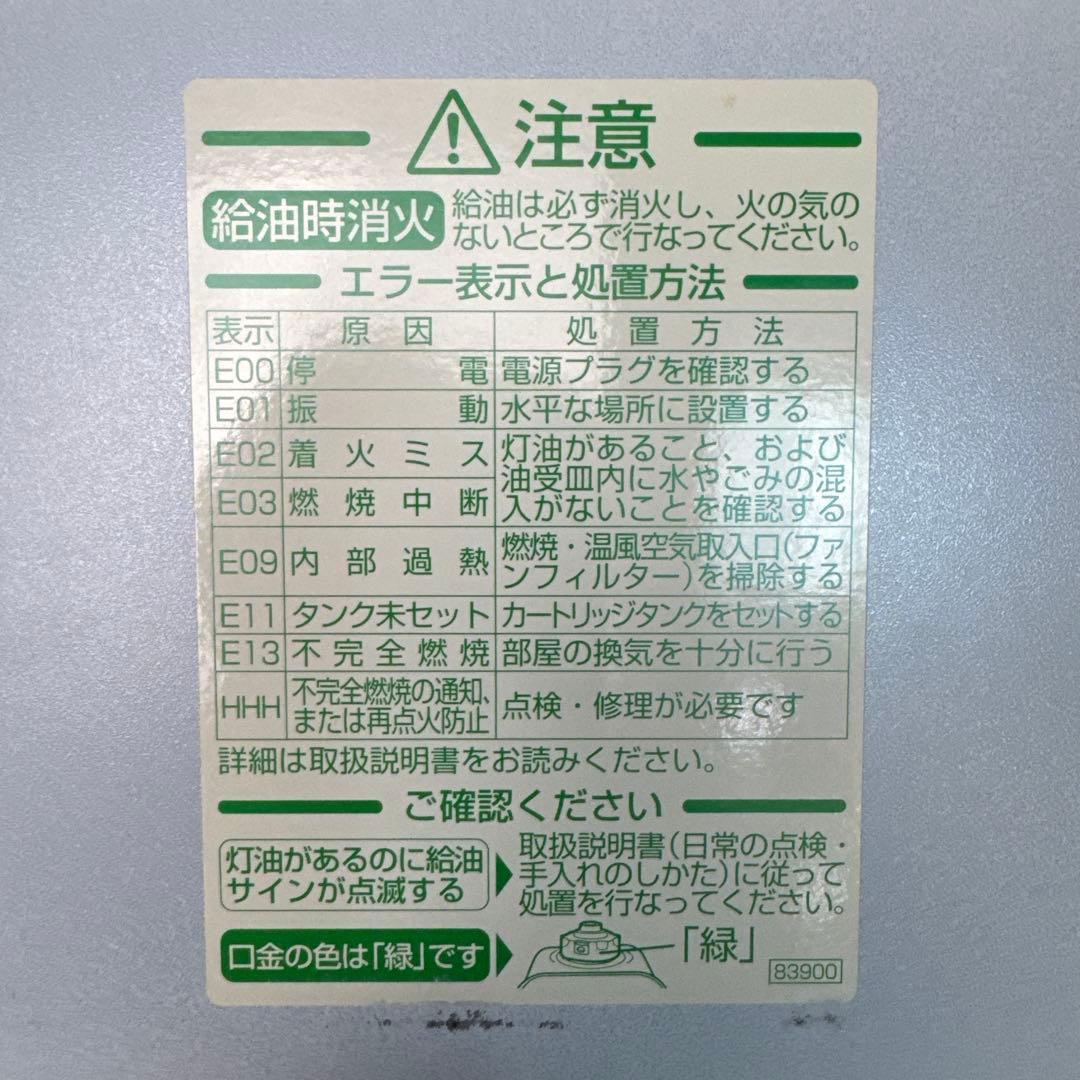 注意
給油時消火
給油は必ず消火し、火の気の
ないところで行なってください。
エラー表示と処置方法
表示 原因 処置方法
E00 停電 電源プラグを確認する
E01 振動 水平な場所に設置する
E02 着火ミス 灯油があること、および
油受皿内に水やごみの混
E03 燃焼中断 入がないことを確認する
E09 内部過熱 燃焼・温風空気取入口(ファ
ンフィルター)を掃除する
E11 タンク未セット カートリッジタンクをセットする
E13 不完全燃焼 部屋の換気を十分に行う
HHH 不完全燃焼の通知、
または再点火防止 点検・修理が必要です
詳細は取扱説明書をお読みください。
ご確認ください
灯油があるのに給油
サインが点滅する
取扱説明書(日常の点検・
手入れのしかた)に従って
処置を行なってください。
口金の色は「緑」です
「緑」
83900